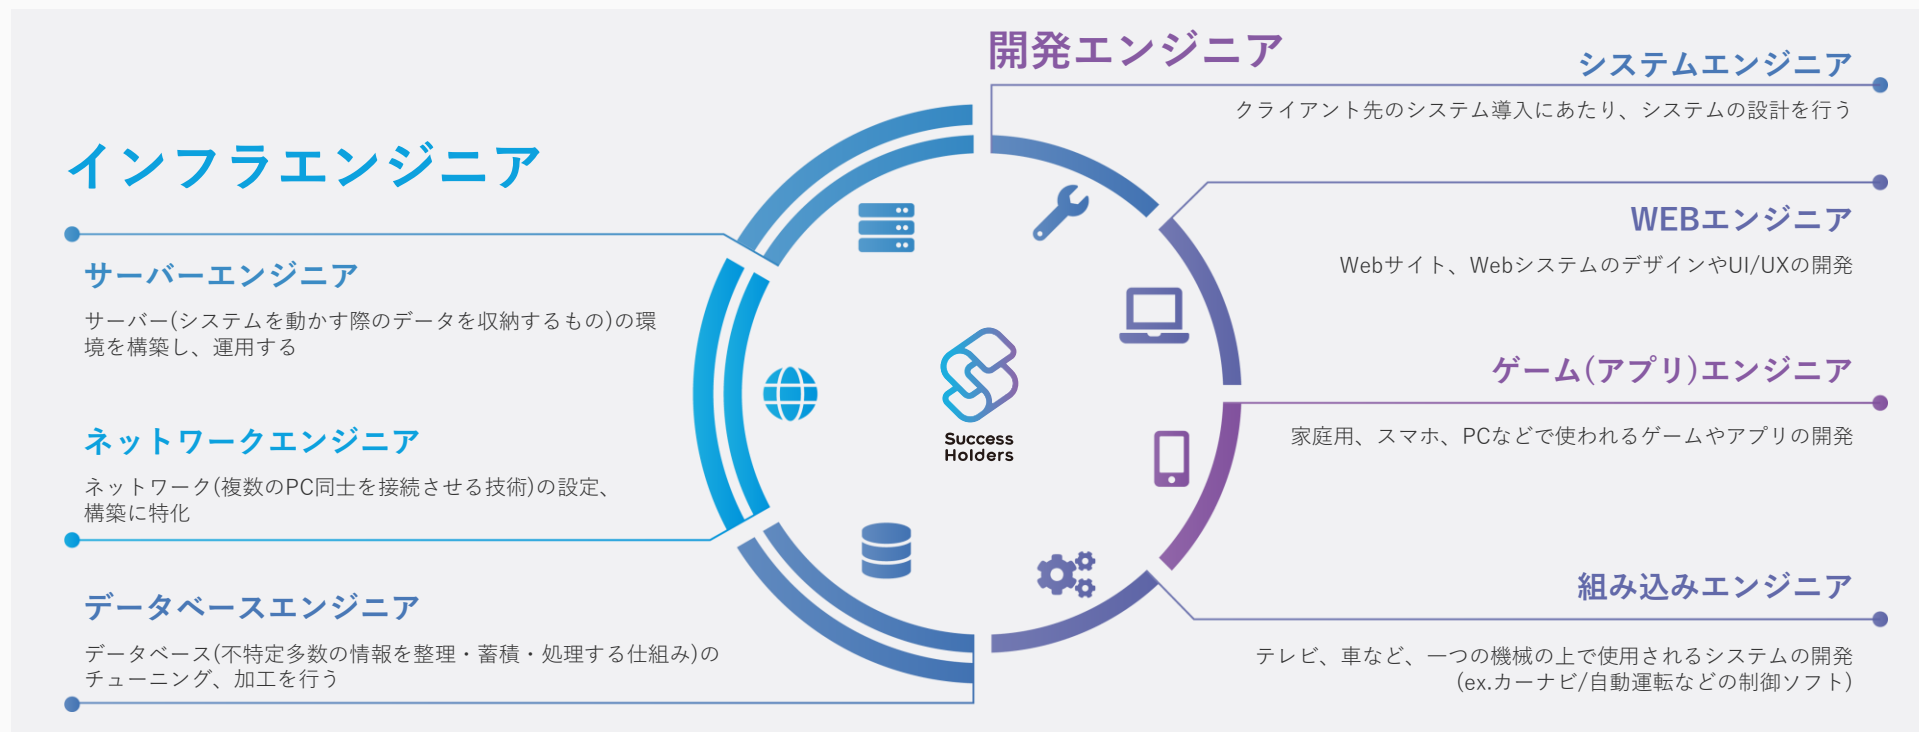 インフラエンジニア
サーバーエンジニア
サーバー(システムを動かす際のデータを収納するもの)の環
境を構築し、運用する
ネットワークエンジニア
ネットワーク(複数のPC同士を接続させる技術)の設定、
構築に特化
データベースエンジニア
データベース(不特定多数の情報を整理・蓄積・処理する仕組み)の
チューニング、加工を行う
Success
Holders
開発エンジニア
システムエンジニア
クライアント先のシステム導入にあたり、システムの設計を行う
WEBエンジニア
Webサイト、WebシステムのデザインやUI/UXの開発
ゲーム(アプリ)エンジニア
家庭用、スマホ、PCなどで使われるゲームやアプリの開発
組み込みエンジニア
テレビ、車など、一つの機械の上で使用されるシステムの開発
(ex.カーナビ/自動運転などの制御ソフト)